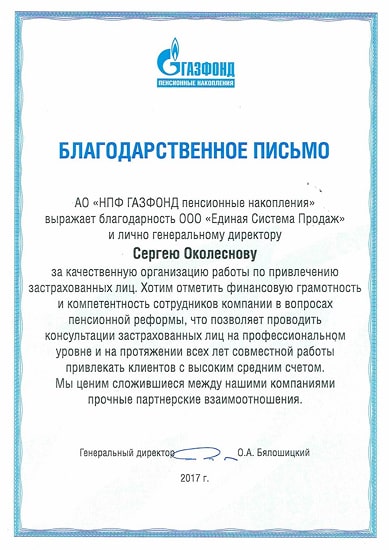 ГАЗФОНД
ПЕНСИОННЫЕ НАКОПЛЕНИЯ
БЛАГОДАРСТВЕННОЕ ПИСЬМО
АО «НПФ ГАЗФОНД пенсионные накопления»
выражает благодарность ООО «Единая Система Продаж»
и лично генеральному директору
Сергею Околеснову
за качественную организацию работы по привлечению
застрахованных лиц. Хотим отметить финансовую грамотность
и компетентность сотрудников компании в вопросах
пенсионной реформы, что позволяет проводить
консультации застрахованных лиц на профессиональном
уровне и на протяжении всех лет совместной работы
привлекать клиентов с высоким средним счетом.
Мы ценим сложившиеся между нашими компаниями
прочные партнерские взаимоотношения.
Генеральный директор О.А. Бялошицкий
2017 г.